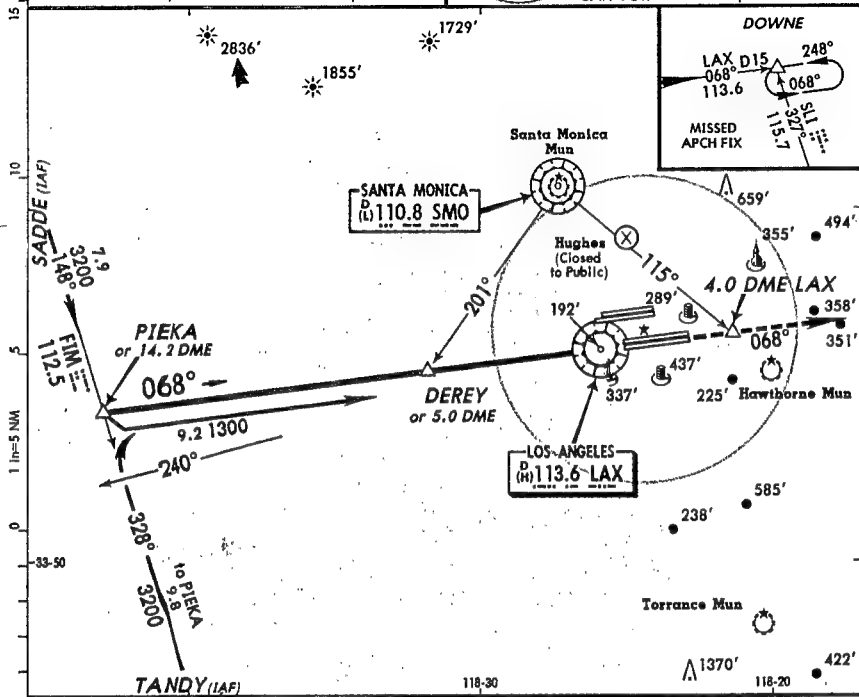 15
2836'
1855'
1729'
DOWNE
LAX D15
068°
113.6
248°
068°
SLI
327°
115.7
MISSED
APCH FIX
10
SADDE (IAF)
7.9
3200
148°
FIM
112.5
Santa Monica
Mun
SANTA MONICA
D
(L) 110.8 SMO
Hughes
(Closed
to Public)
X
659'
494'
355'
201°
115°
4.0 DME LAX
289'
192'
358'
351'
PIEKA
or 14.2 DME
5
068°
068°
DEREY
or 5.0 DME
337'
437'
225'
Hawthorne Mun
9.2 1300
240°
LOS ANGELES
D
(H) 113.6 LAX
1 in=5 NM
0
328°
to PIEKA
9.8
3200
585'
238'
33-50
Torrance Mun
TANDY (IAF)
118-30
1370'
118-20
422'